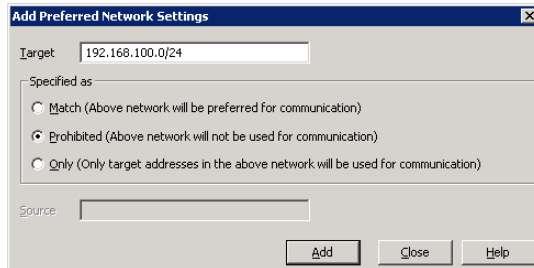 Add Preferred Network Settings
Target 192.168.100.0/24
Specified as
Match (Above network will be preferred for communication)
Prohibited (Above network will not be used for communication)
Only (Only target addresses in the above network will be used for communication)
Source
Add Close Help